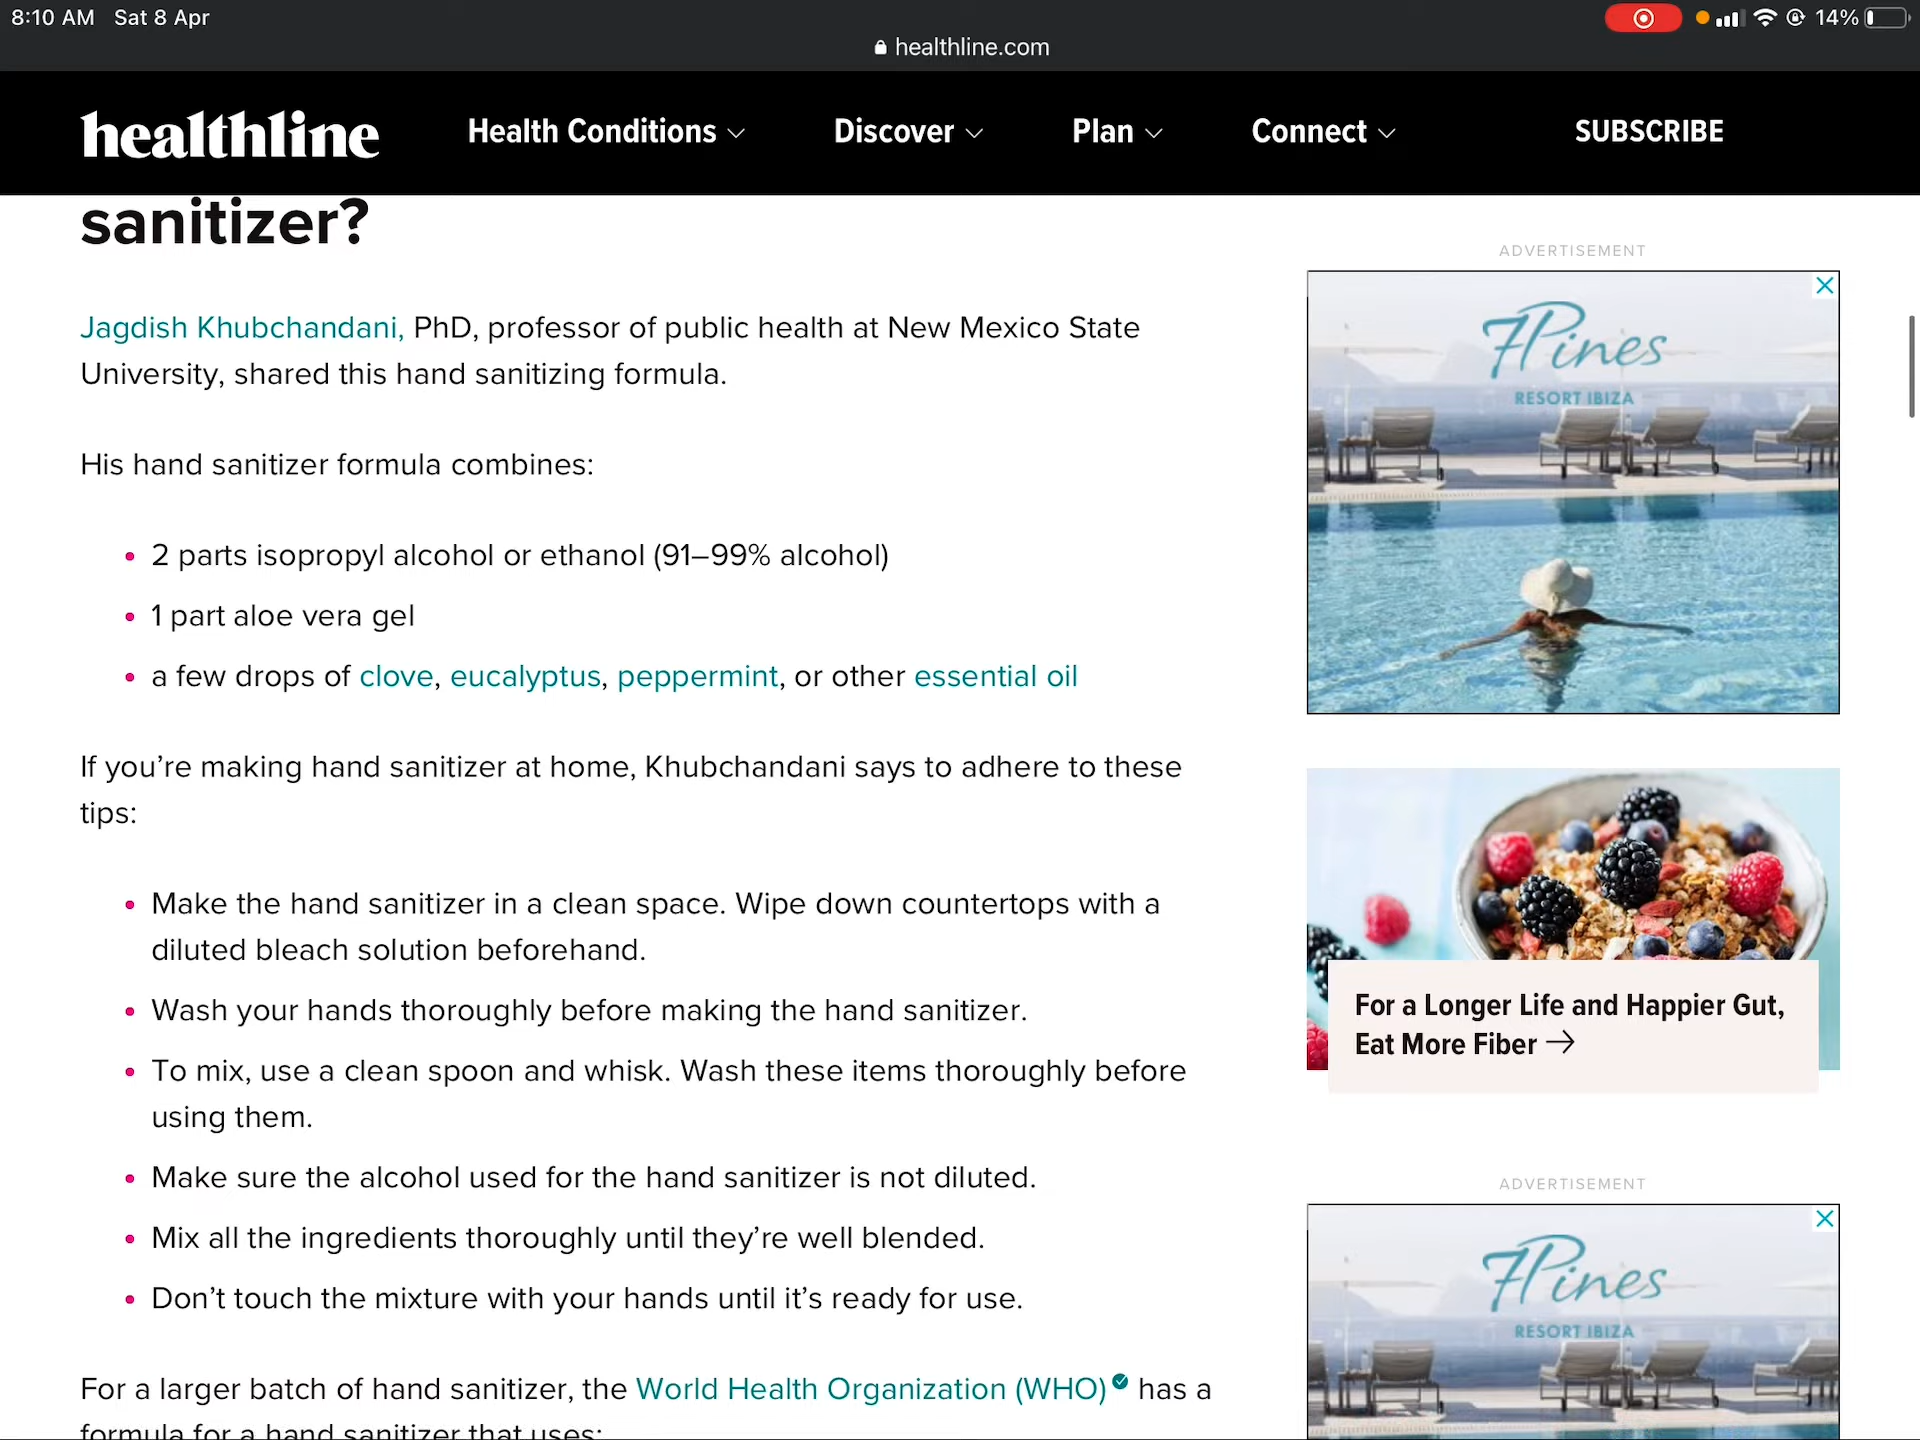 8:10 AM Sat 8 Apr
14%
healthline.com
healthline
Health Conditions
Discover
Plan
Connect
SUBSCRIBE
sanitizer?
Jagdish Khubchandani, PhD, professor of public health at New Mexico State
University, shared this hand sanitizing formula.
His hand sanitizer formula combines:
• 2 parts isopropyl alcohol or ethanol (91–99% alcohol)
• 1 part aloe vera gel
• a few drops of clove, eucalyptus, peppermint, or other essential oil
If you’re making hand sanitizer at home, Khubchandani says to adhere to these
tips:
• Make the hand sanitizer in a clean space. Wipe down countertops with a
diluted bleach solution beforehand.
• Wash your hands thoroughly before making the hand sanitizer.
• To mix, use a clean spoon and whisk. Wash these items thoroughly before
using them.
• Make sure the alcohol used for the hand sanitizer is not diluted.
• Mix all the ingredients thoroughly until they’re well blended.
• Don’t touch the mixture with your hands until it’s ready for use.
For a larger batch of hand sanitizer, the World Health Organization (WHO) has a
formula for a hand sanitizer that uses:
ADVERTISEMENT
7Pines
RESORT IBIZA
For a Longer Life and Happier Gut,
Eat More Fiber →
ADVERTISEMENT
7Pines
RESORT IBIZA